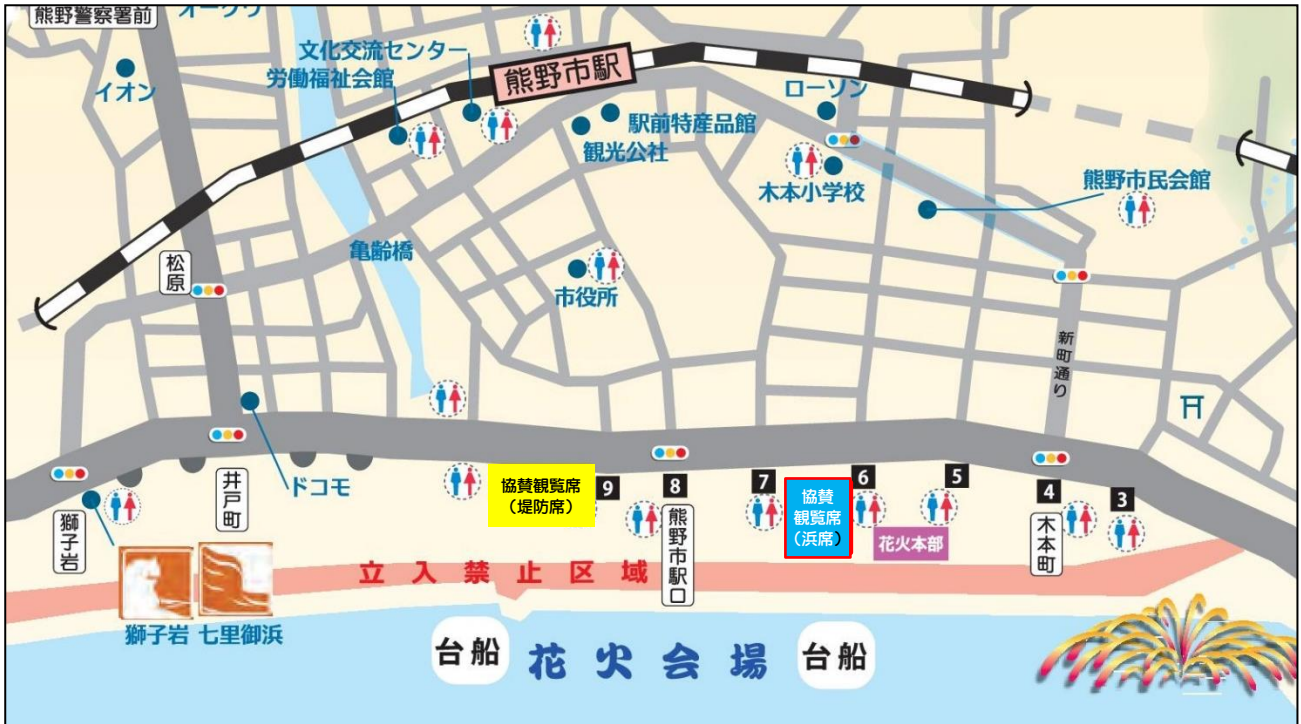 熊野警察署前
オークワ
イオン
文化交流センター
労働福祉会館
熊野市駅
駅前特産品館
観光公社
ローソン
木本小学校
熊野市民会館
松原
亀齢橋
市役所
新町通り
ドコモ
井戸町
獅子岩
協賛観覧席
(堤防席)
9
8
熊野市駅口
7
協賛
観覧席
(浜席)
6
5
花火本部
4
木本町
3
立入禁止区域
獅子岩 七里御浜
台船
花火会場
台船